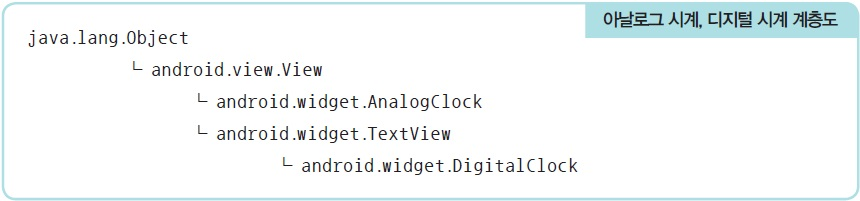 아날로그 시계, 디지털 시계 계층도
java.lang.Object
└ android.view.View
└ android.widget.AnalogClock
└ android.widget.TextView
└ android.widget.DigitalClock